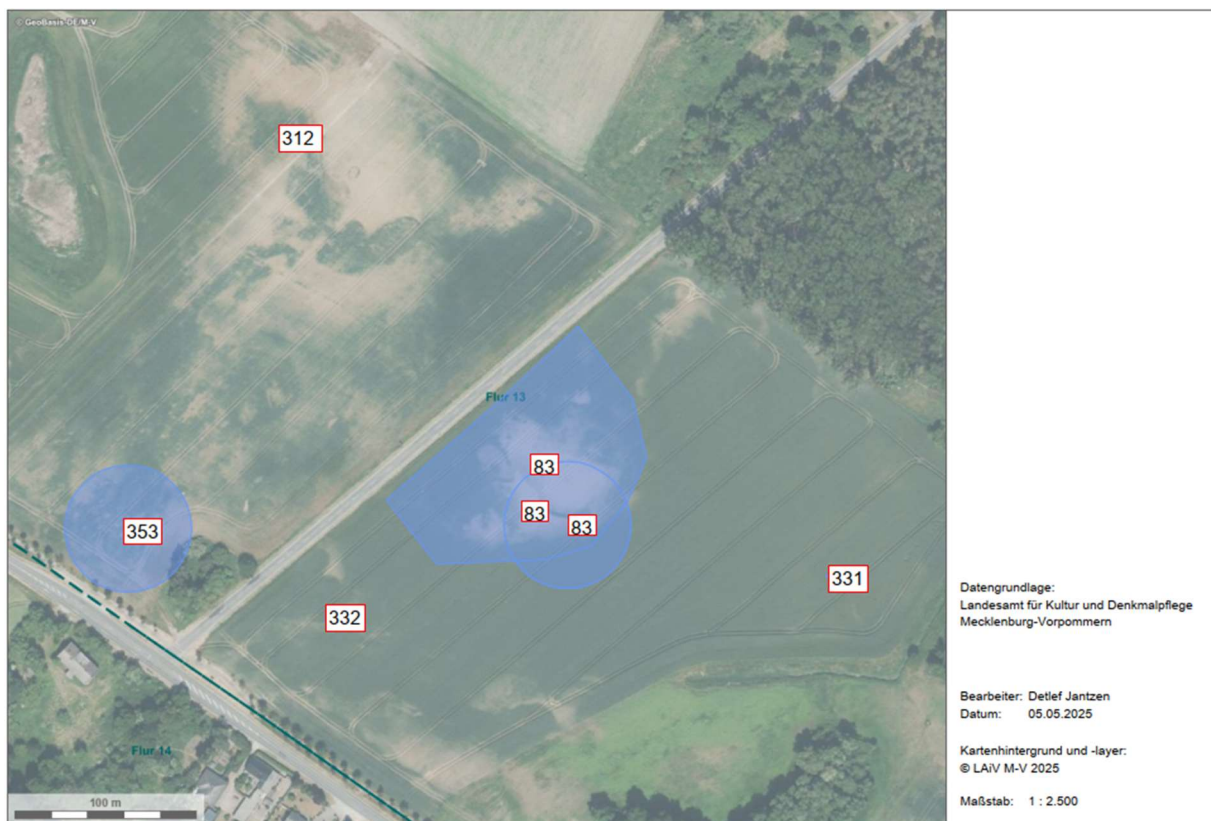 © GeoBasis-DE/M-V
312
Flur 13
83
83
83
353
331
332
Flur 14
100 m
Datengrundlage:
Landesamt für Kultur und Denkmalpflege
Mecklenburg-Vorpommern
Bearbeiter: Detlef Jantzen
Datum: 05.05.2025
Kartenhintergrund und -layer:
© LAiV M-V 2025
Maßstab: 1 : 2.500